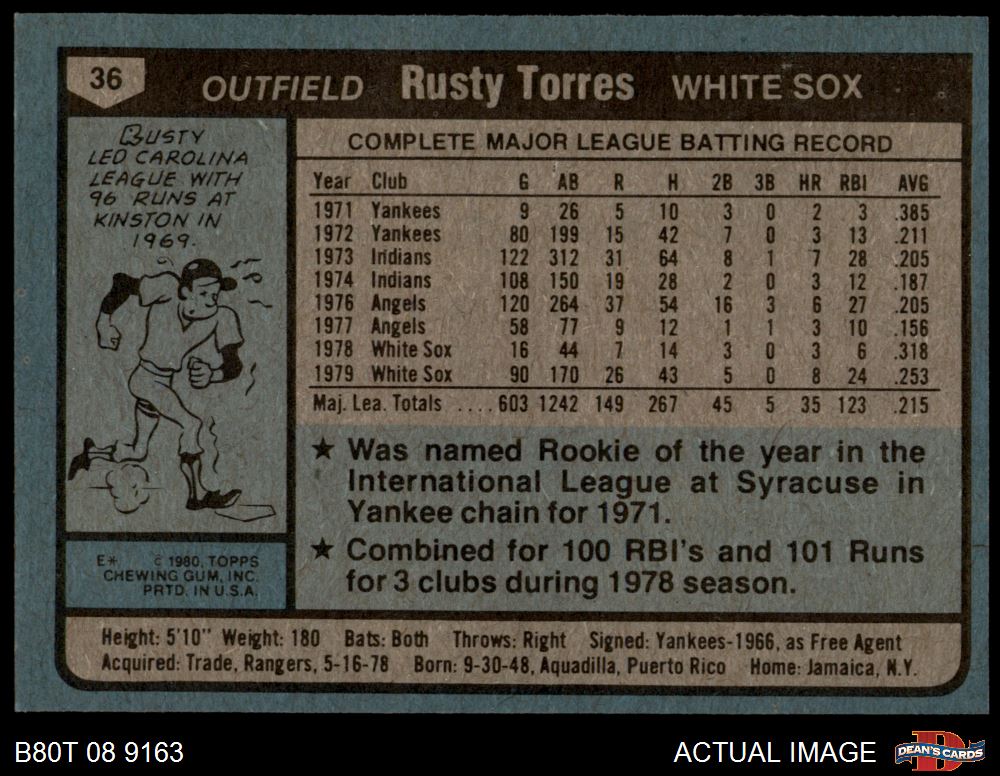 36 OUTFIELD Rusty Torres WHITE SOX
RUSTY
LED CAROLINA
LEAGUE WITH
96 RUNS AT
KINSTON IN
1969.
COMPLETE MAJOR LEAGUE BATTING RECORD
Year Club G AB R H 2B 3B HR RBI AVG
1971 Yankees 9 26 5 10 3 0 2 3 .385
1972 Yankees 80 199 15 42 7 0 3 13 .211
1973 Indians 122 312 31 64 8 1 7 28 .205
1974 Indians 108 150 19 28 2 0 3 12 .187
1976 Angels 120 264 37 54 16 3 6 27 .205
1977 Angels 58 77 9 12 1 1 3 10 .156
1978 White Sox 16 44 7 14 3 0 3 6 .318
1979 White Sox 90 170 26 43 5 0 8 24 .253
Maj. Lea. Totals ....603 1242 149 267 45 5 35 123 .215
★ Was named Rookie of the year in the
International League at Syracuse in
Yankee chain for 1971.
★ Combined for 100 RBI's and 101 Runs
for 3 clubs during 1978 season.
E* © 1980, TOPPS
CHEWING GUM, INC.
PRTD. IN U.S.A.
Height: 5'10" Weight: 180 Bats: Both Throws: Right Signed: Yankees-1966, as Free Agent
Acquired: Trade, Rangers, 5-16-78 Born: 9-30-48, Aquadilla, Puerto Rico Home: Jamaica, N.Y.
B80T 08 9163 ACTUAL IMAGE DEAN'S CARDS